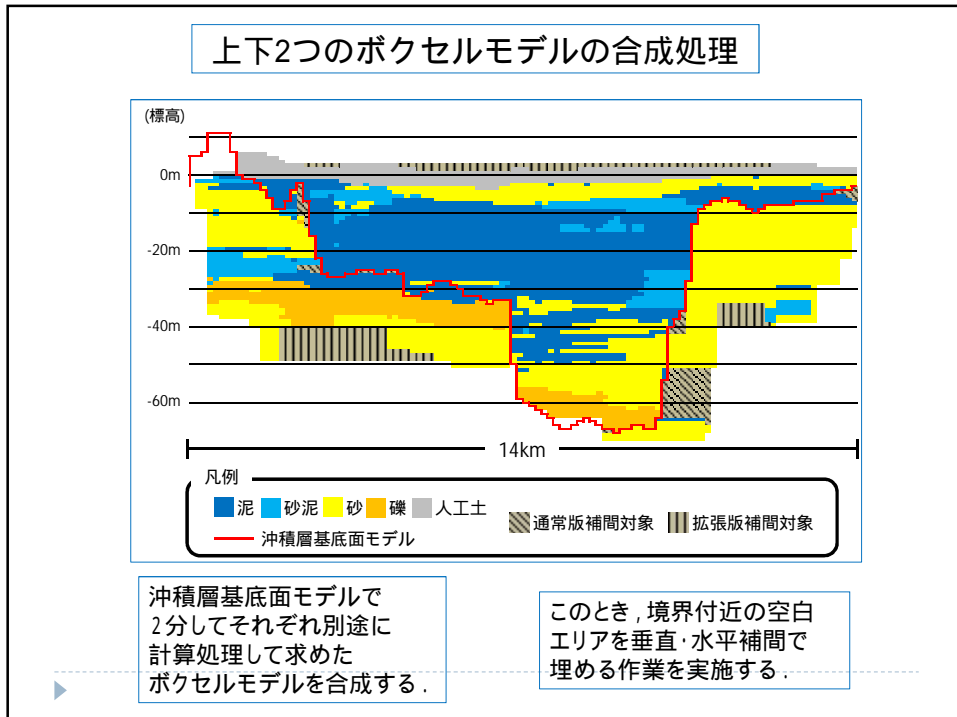 上下2つのボクセルモデルの合成処理
(標高)
0m
-20m
-40m
-60m
14km
凡例
泥 砂泥 砂 礫 人工土
通常版補間対象 拡張版補間対象
沖積層基底面モデル
沖積層基底面モデルで
2分してそれぞれ別途に
計算処理して求めた
ボクセルモデルを合成する.
このとき,境界付近の空白
エリアを垂直・水平補間で
埋める作業を実施する.